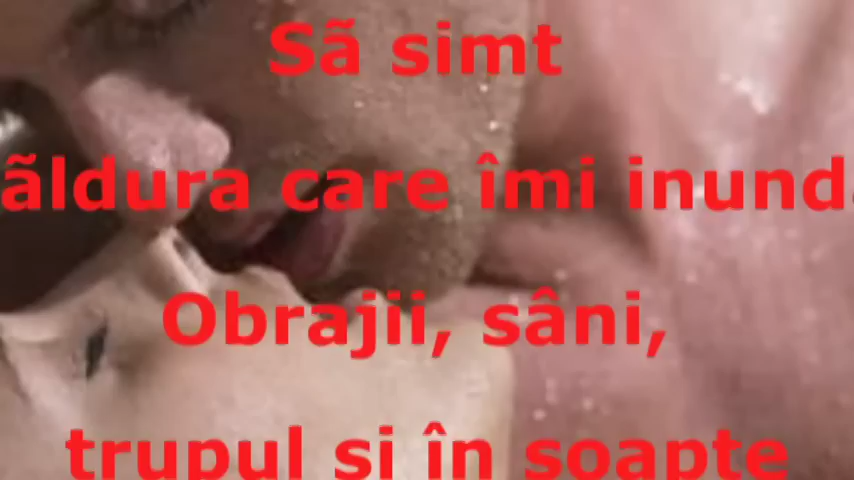 Sã simt
ãldura care îmi inund
Obrajii, sâni,
trupul si în soapte